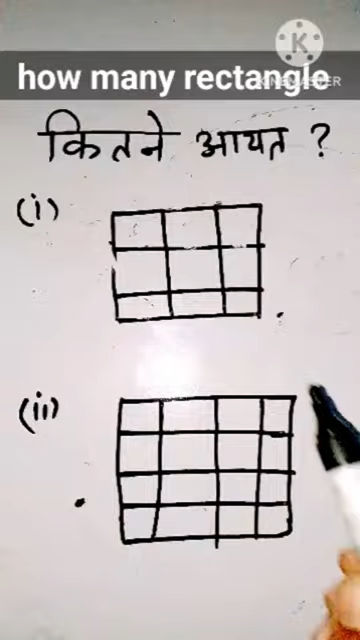 K
how many rectangle
कितने आयत ?
(i)
(ii)